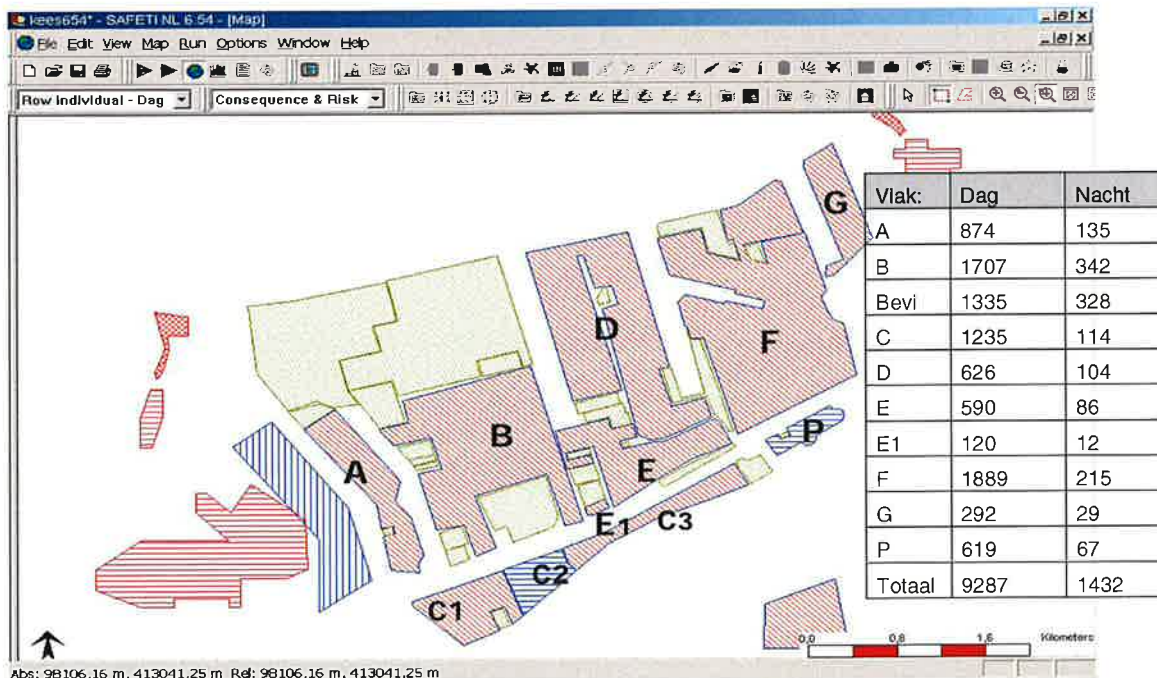 kees654* - SAFETI NL 6.54 - [Map]
File Edit View Map Run Options Window Help
Row Individual - Dag Consequence & Risk
G
D
F
B
P
A
E
E1
C3
C2
C1
Vlak: Dag Nacht
A 874 135
B 1707 342
Bevi 1335 328
C 1235 114
D 626 104
E 590 86
E1 120 12
F 1889 215
G 292 29
P 619 67
Totaal 9287 1432
0,0 0,8 1,6 Kilometers
Abs: 98106,16 m, 413041,25 m Rel: 98106,16 m, 413041,25 m